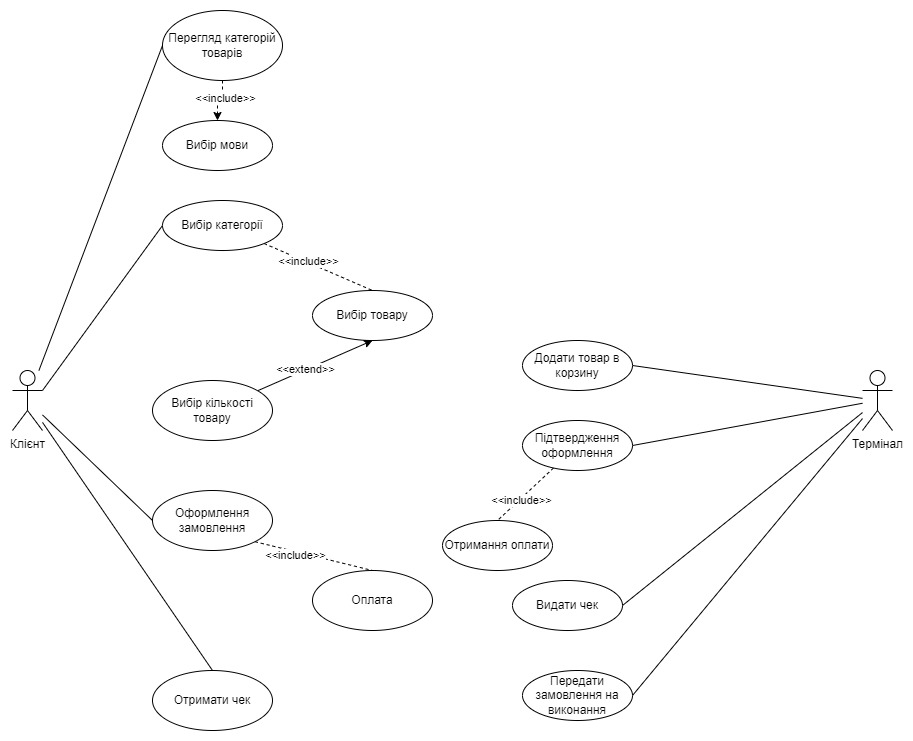 Перегляд категорій
товарів
<<include>>
Вибір мови
Вибір категорії
<<include>>
Вибір товару
<<extend>>
Вибір кількості
товару
Клієнт
Оформлення
замовлення
<<include>>
Оплата
Отримати чек
Додати товар в
корзину
Підтвердження
оформлення
Термінал
<<include>>
Отримання оплати
Видати чек
Передати
замовлення на
виконання